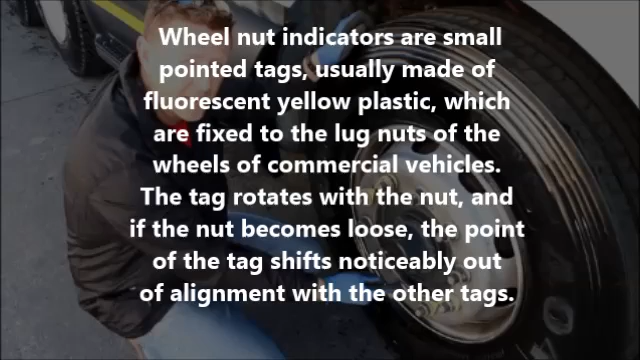 Wheel nut indicators are small
pointed tags, usually made of
fluorescent yellow plastic, which
are fixed to the lug nuts of the
wheels of commercial vehicles.
The tag rotates with the nut, and
if the nut becomes loose, the point
of the tag shifts noticeably out
of alignment with the other tags.